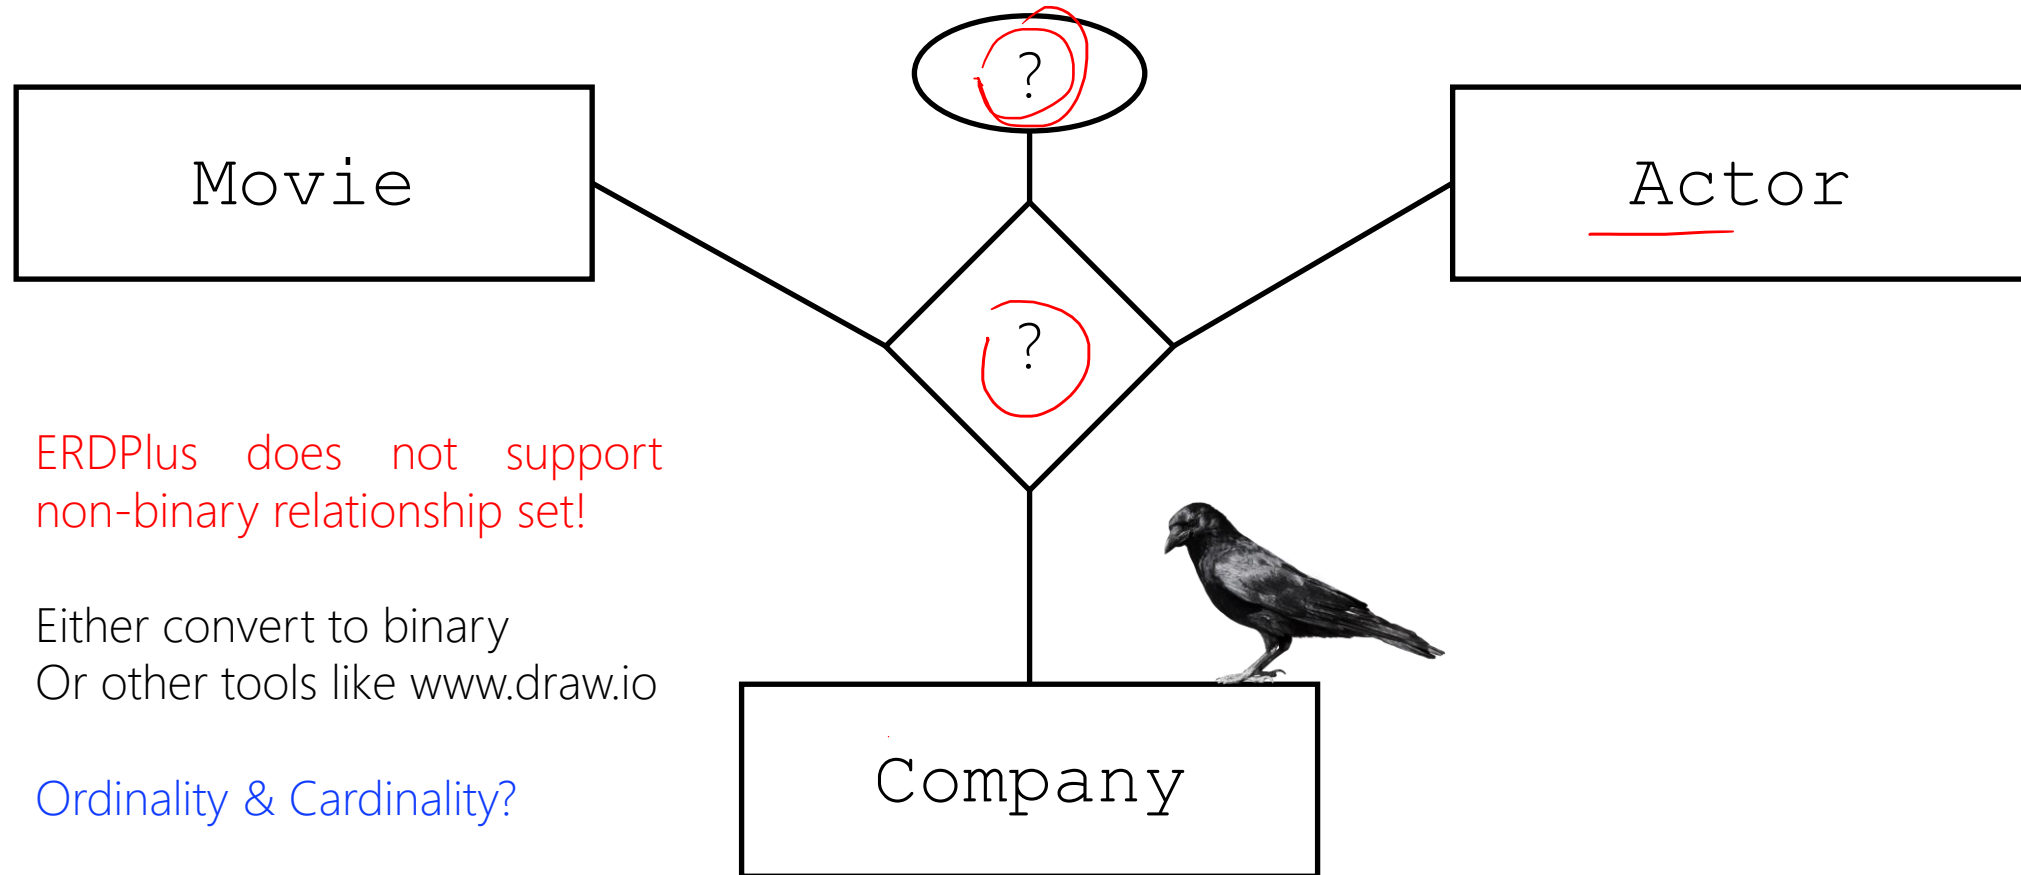 ?
Movie
Actor
?
ERDPlus does not support
non-binary relationship set!
Either convert to binary
Or other tools like www.draw.io
Company
Ordinality & Cardinality?